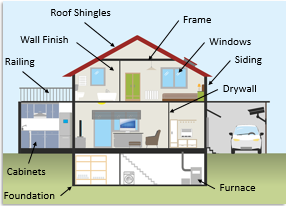 Roof Shingles
Frame
Wall Finish
Windows
Railing
Siding
Drywall
Cabinets
Foundation
Furnace